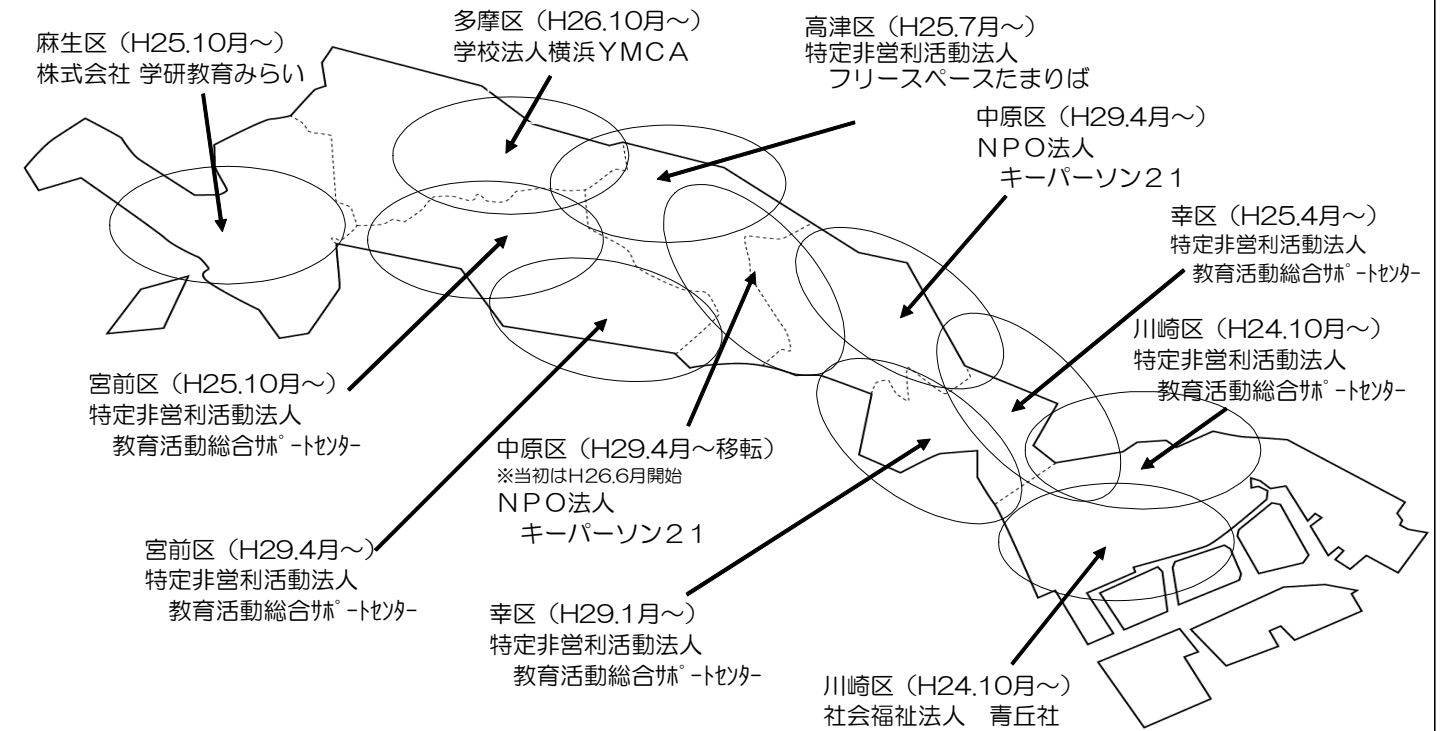 麻生区（H25.10月～）
株式会社 学研教育みらい
多摩区（H26.10月～）
学校法人横浜ＹＭＣＡ
高津区（H25.7月～）
特定非営利活動法人
フリースペースたまりば
中原区（H29.4月～）
ＮＰＯ法人
キーパーソン２１
幸区（H25.4月～）
特定非営利活動法人
教育活動総合ｻﾎﾟｰﾄｾﾝﾀｰ
川崎区（H24.10月～）
特定非営利活動法人
教育活動総合ｻﾎﾟｰﾄｾﾝﾀｰ
宮前区（H25.10月～）
特定非営利活動法人
教育活動総合ｻﾎﾟｰﾄｾﾝﾀｰ
中原区（H29.4月～移転）
※当初はH26.6月開始
ＮＰＯ法人
キーパーソン２１
宮前区（H29.4月～）
特定非営利活動法人
教育活動総合ｻﾎﾟｰﾄｾﾝﾀｰ
幸区（H29.1月～）
特定非営利活動法人
教育活動総合ｻﾎﾟｰﾄｾﾝﾀｰ
川崎区（H24.10月～）
社会福祉法人　青丘社